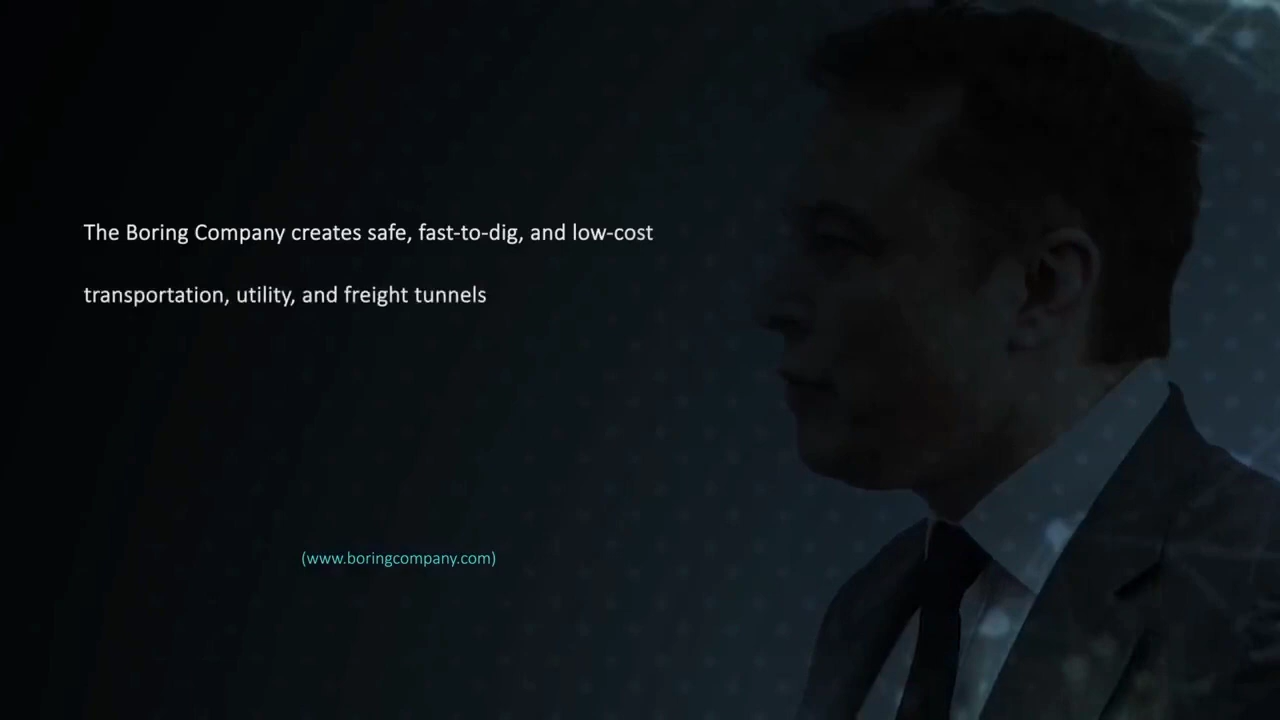 The Boring Company creates safe, fast-to-dig, and low-cost
transportation, utility, and freight tunnels
(www.boringcompany.com)